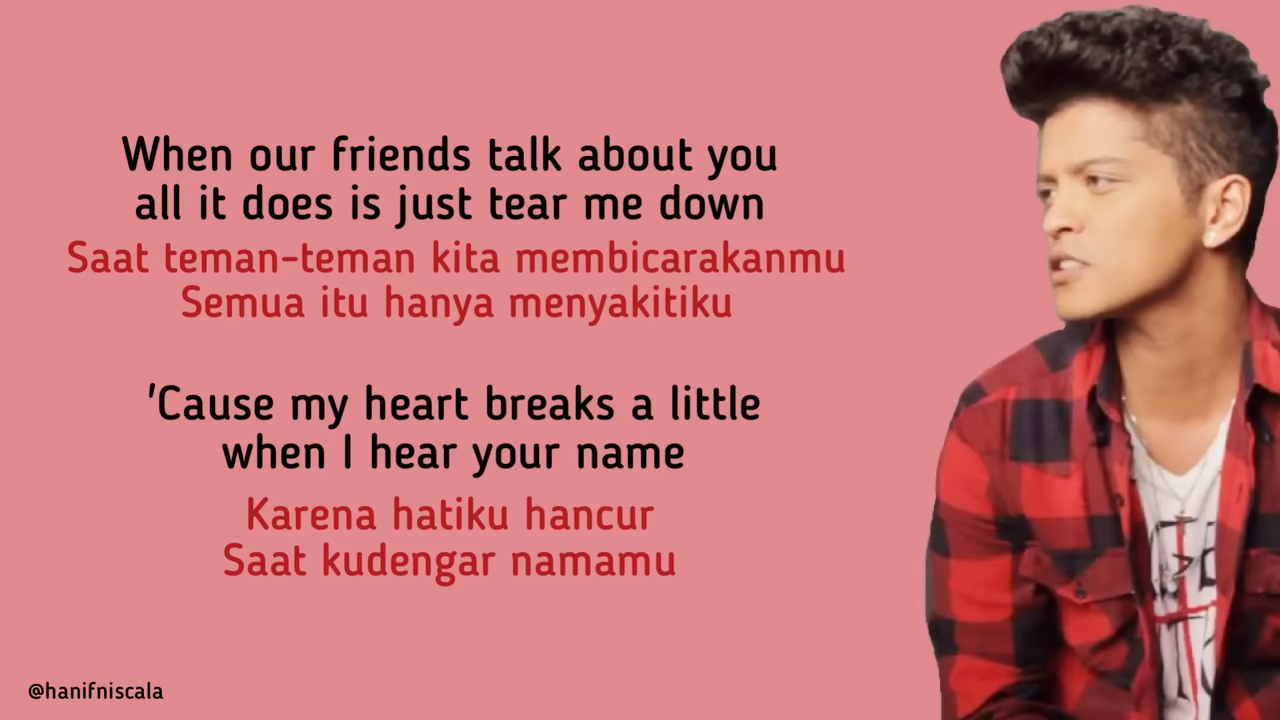 When our friends talk about you
all it does is just tear me down
Saat teman-teman kita membicarakanmu
Semua itu hanya menyakitiku
'Cause my heart breaks a little
when I hear your name
Karena hatiku hancur
Saat kudengar namamu
@hanifniscala